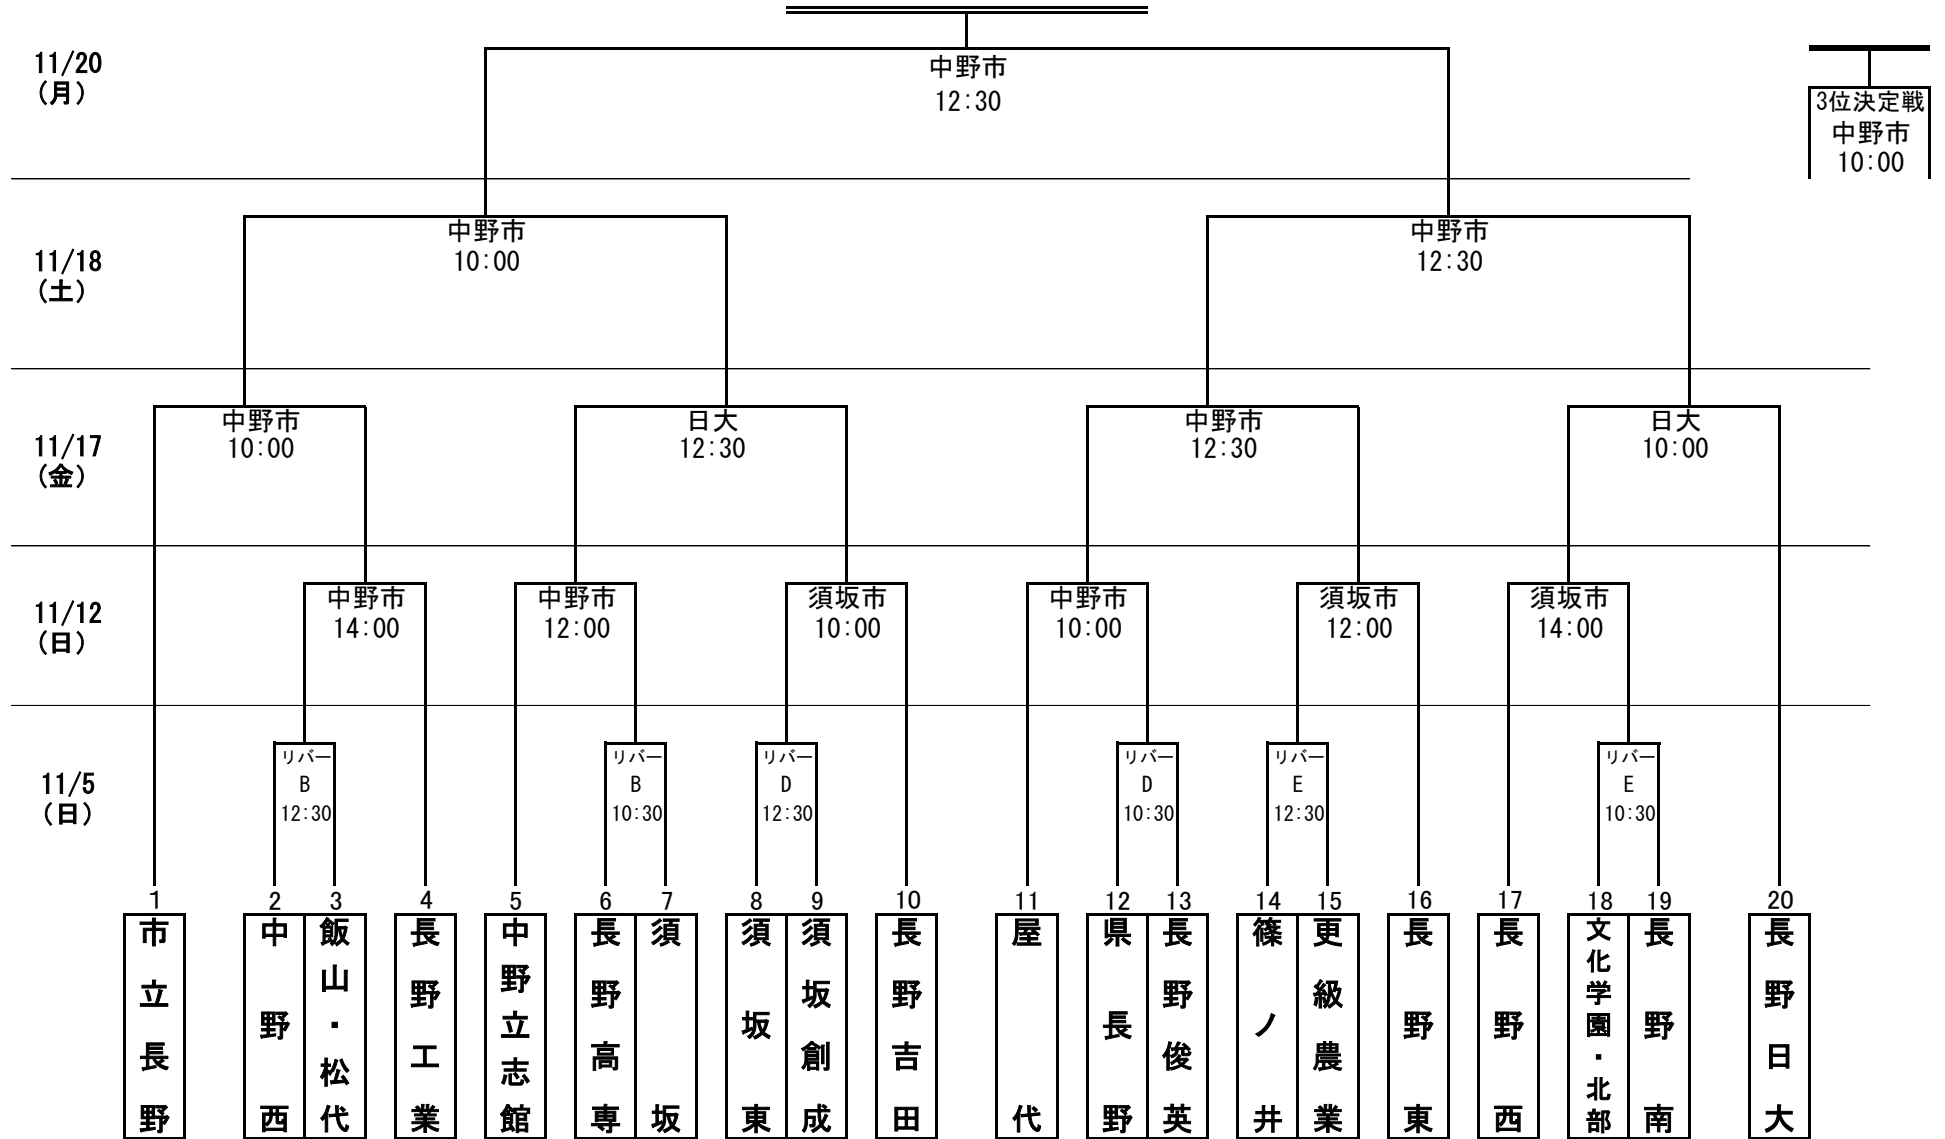 11/20
(月)
中野市
12:30
3位決定戦
中野市
10:00
11/18
(土)
中野市
10:00
中野市
12:30
11/17
(金)
中野市
10:00
日大
12:30
中野市
12:30
日大
10:00
11/12
(日)
中野市
14:00
中野市
12:00
須坂市
10:00
中野市
10:00
須坂市
12:00
須坂市
14:00
11/5
(日)
リバー
B
12:30
リバー
B
10:30
リバー
D
12:30
リバー
D
10:30
リバー
E
12:30
リバー
E
10:30
1
市立長野
2
中野西
3
飯山・松代
4
長野工業
5
中野立志館
6
長野高専
7
須坂
8
須坂東
9
須坂創成
10
長野吉田
11
屋代
12
県長野
13
長野俊英
14
篠ノ井
15
更級農業
16
長野東
17
長野西
18
文化学園・北部
19
長野南
20
長野日大